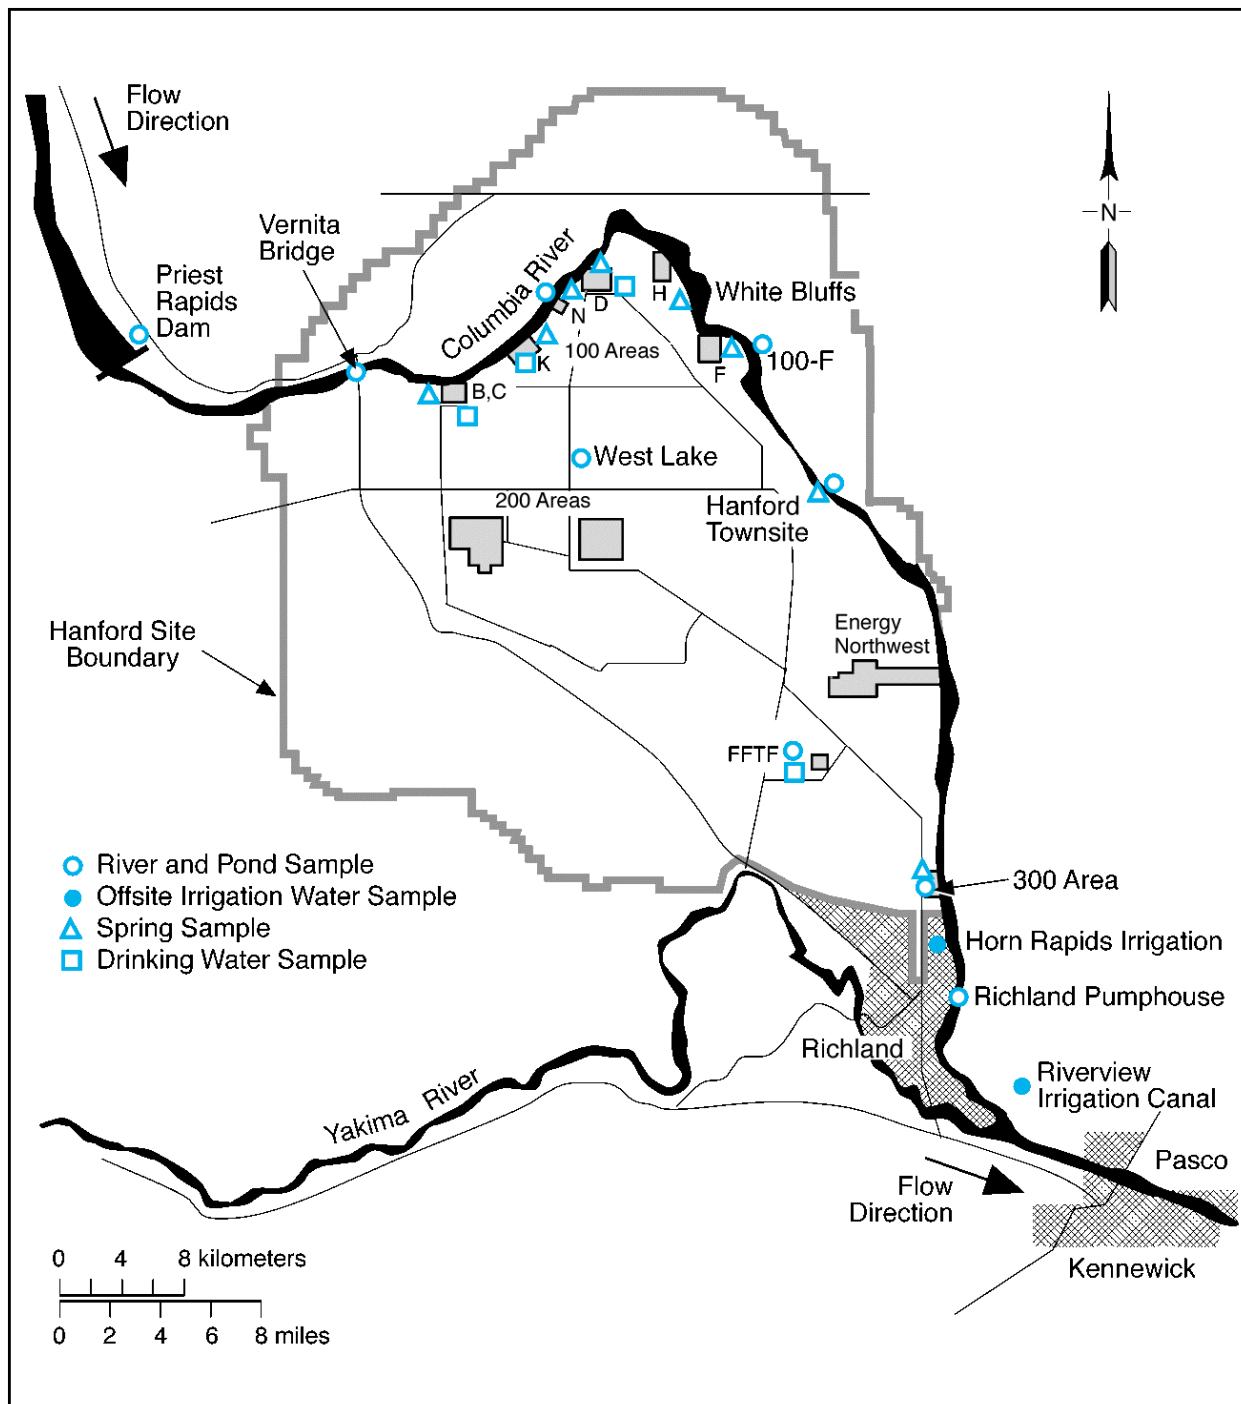 Flow
Direction
Vernita
Bridge
Priest
Rapids
Dam
Columbia River
N
White Bluffs
H
D
N
100 Areas
K
F
100-F
B,C
West Lake
200 Areas
Hanford
Townsite
Hanford Site
Boundary
Energy
Northwest
FFTF
River and Pond Sample
Offsite Irrigation Water Sample
Spring Sample
Drinking Water Sample
300 Area
Horn Rapids Irrigation
Richland Pumphouse
Richland
Riverview
Irrigation Canal
Yakima River
Pasco
Flow
Direction
Kennewick
0 4 8 kilometers
0 2 4 6 8 miles